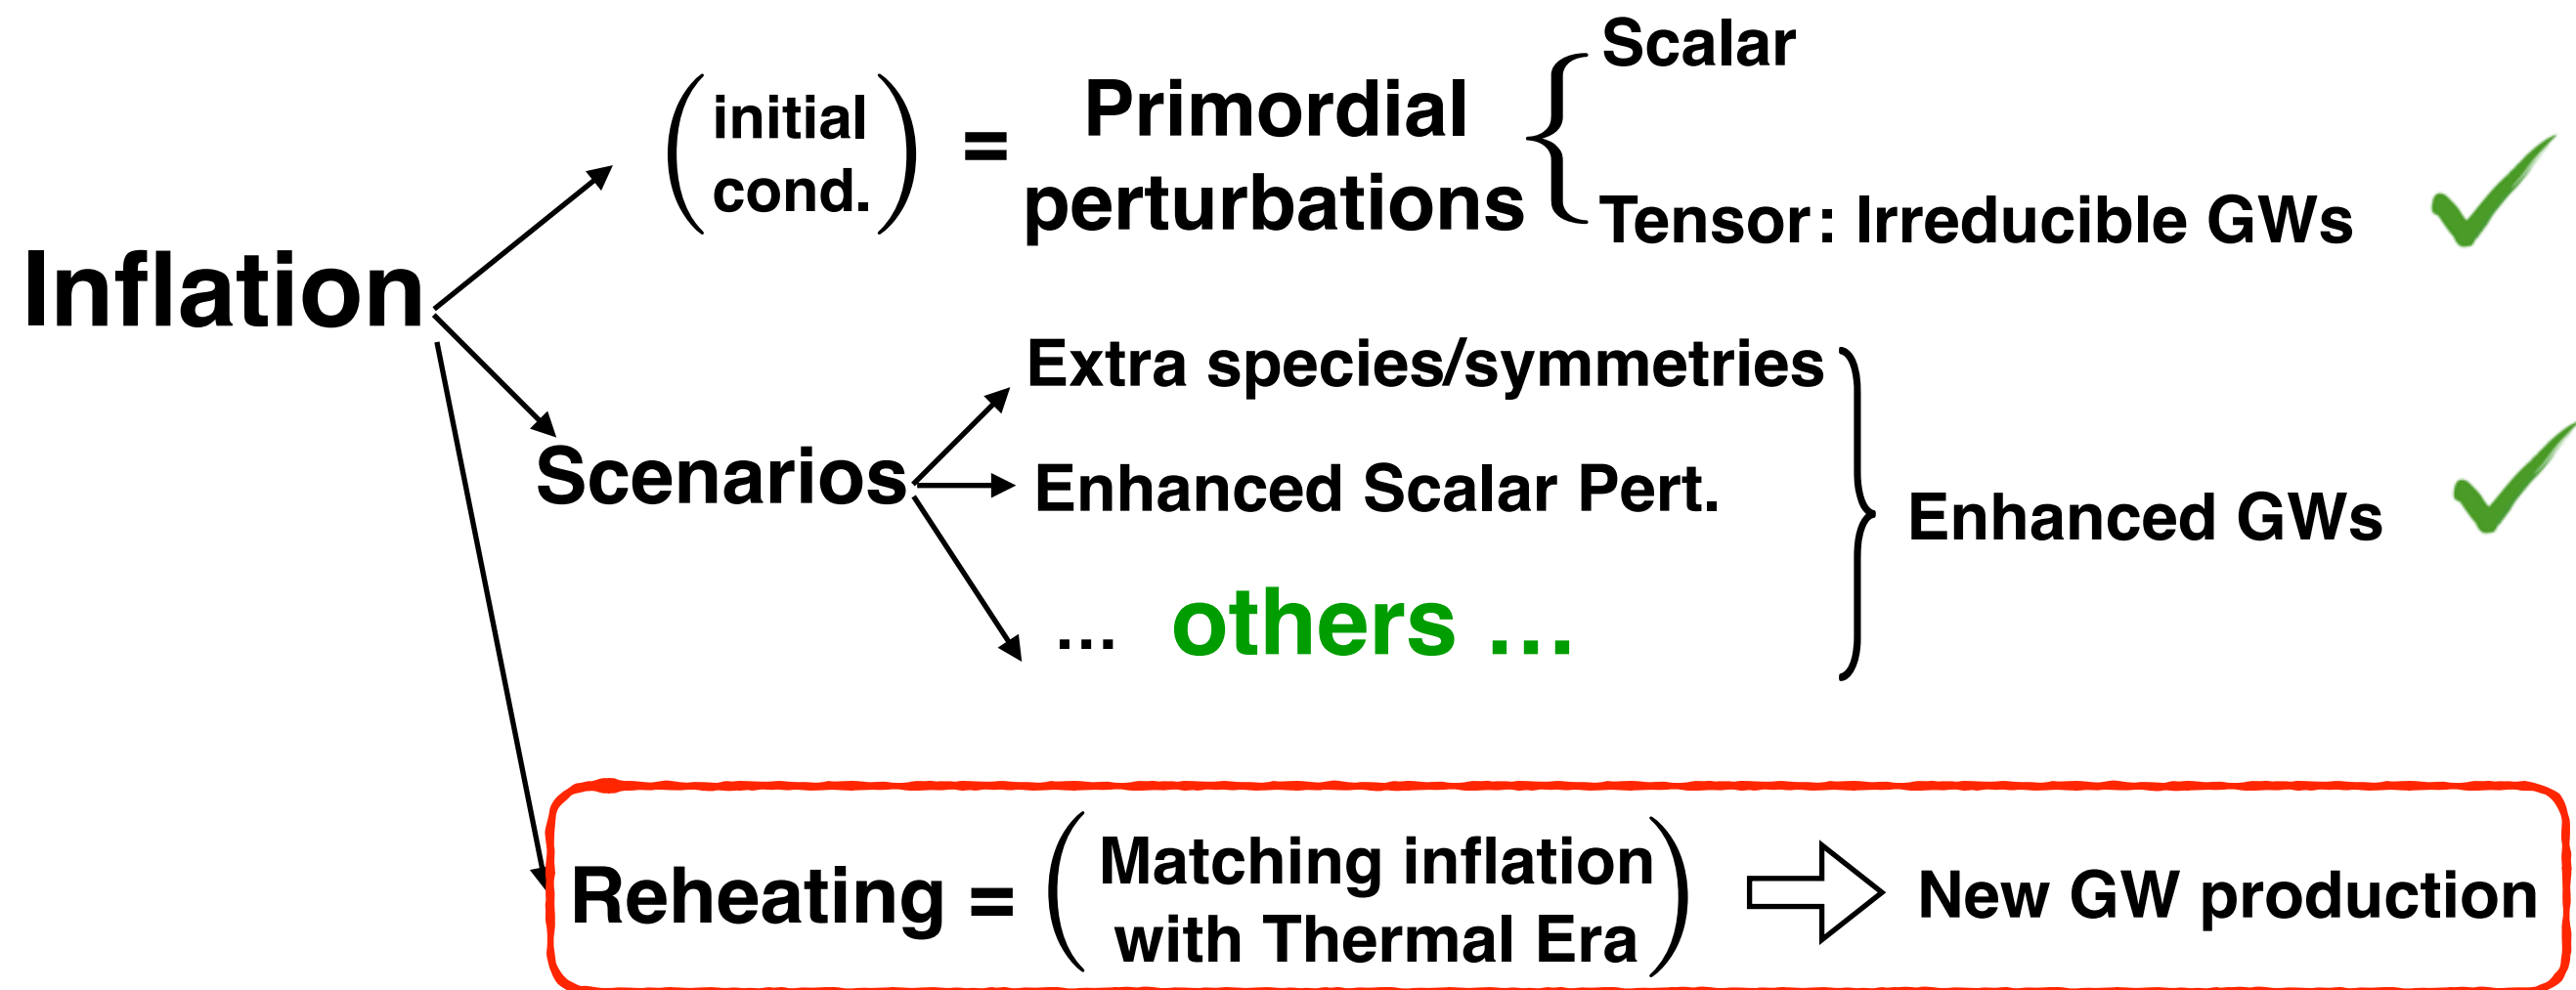 Inflation
initial
cond.
=
Primordial
perturbations
Scalar
Tensor: Irreducible GWs
Scenarios
Extra species/symmetries
Enhanced Scalar Pert.
... others ...
Enhanced GWs
Reheating =
Matching inflation
with Thermal Era
New GW production